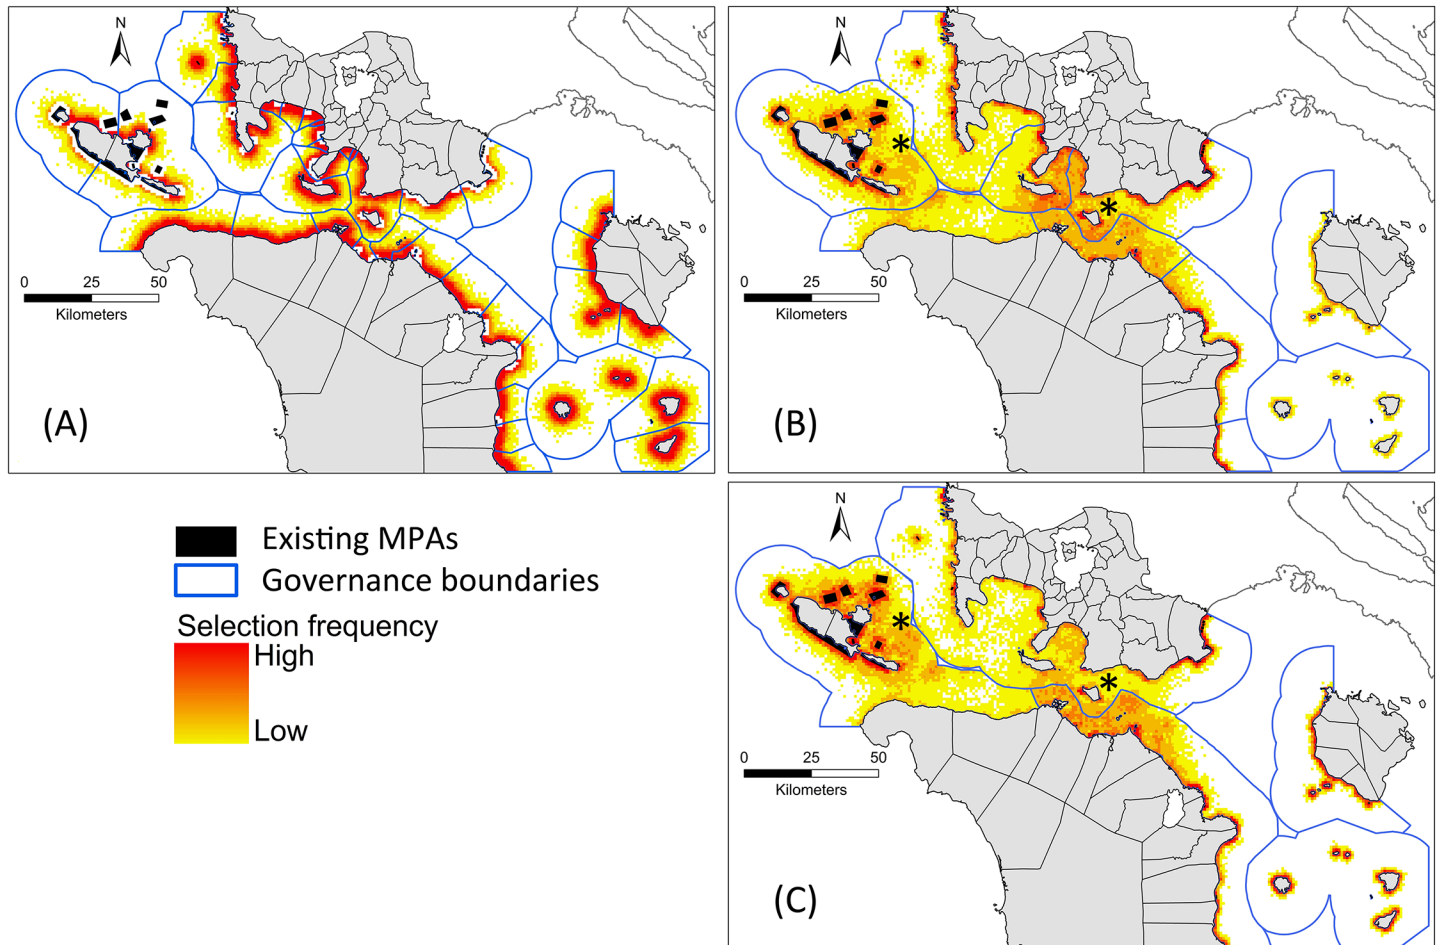 N
0 25 50
Kilometers
(A)
N
*
*
0 25 50
Kilometers
(B)
Existing MPAs
Governance boundaries
Selection frequency
High
Low
N
*
*
0 25 50
Kilometers
(C)